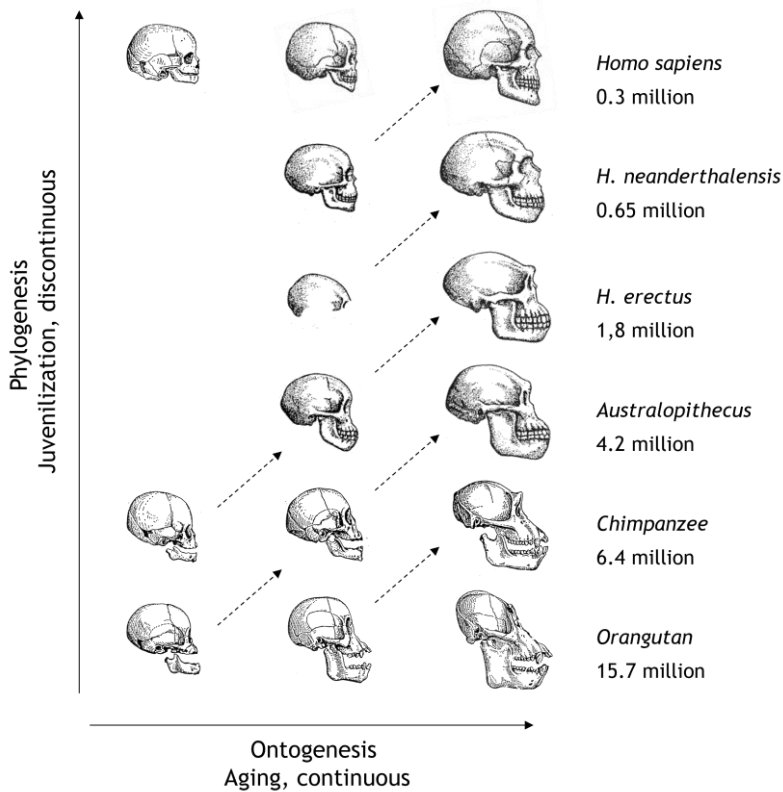 Homo sapiens
0.3 million
H. neanderthalensis
0.65 million
H. erectus
1,8 million
Australopithecus
4.2 million
Chimpanzee
6.4 million
Orangutan
15.7 million
Phylogenesis
Juvenilization, discontinuous
Ontogenesis
Aging, continuous